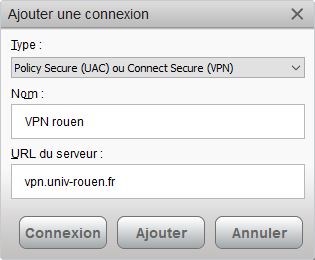 Ajouter une connexion
Type :
Policy Secure (UAC) ou Connect Secure (VPN)
Nom :
VPN rouen
URL du serveur :
vpn.univ-rouen.fr
Connexion Ajouter Annuler